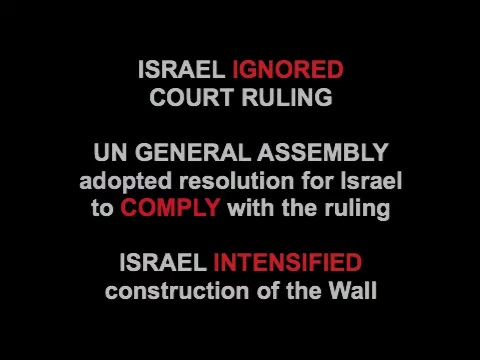 ISRAEL IGNORED
COURT RULING
UN GENERAL ASSEMBLY
adopted resolution for Israel
to COMPLY with the ruling
ISRAEL INTENSIFIED
construction of the Wall